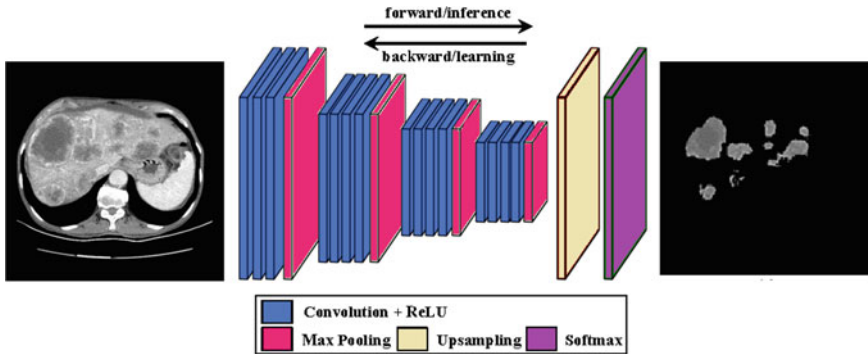 forward/inference
backward/learning
Convolution + ReLU
Max Pooling
Upsampling
Softmax